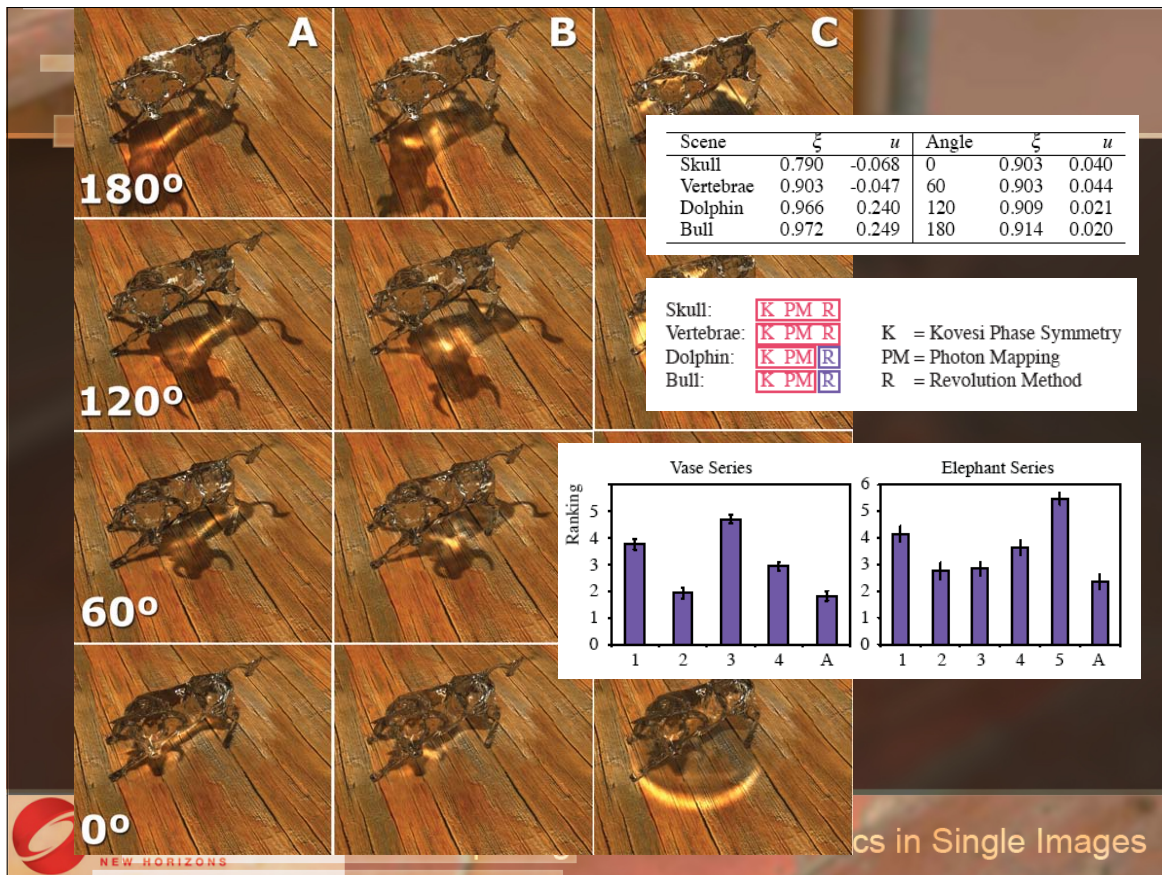 A
B
C
180º
120º
60º
0º
Scene ξ u Angle ξ u
Skull 0.790 -0.068 0 0.903 0.040
Vertebrae 0.903 -0.047 60 0.903 0.044
Dolphin 0.966 0.240 120 0.909 0.021
Bull 0.972 0.249 180 0.914 0.020
Skull: K PM R
Vertebrae: K PM R K = Kovesi Phase Symmetry
Dolphin: K PM R PM = Photon Mapping
Bull: K PM R R = Revolution Method
Vase Series
Ranking
6
5
4
3
2
1
0
1 2 3 4 A
Elephant Series
6
5
4
3
2
1
0
1 2 3 4 5 A
cs in Single Images
NEW HORIZONS